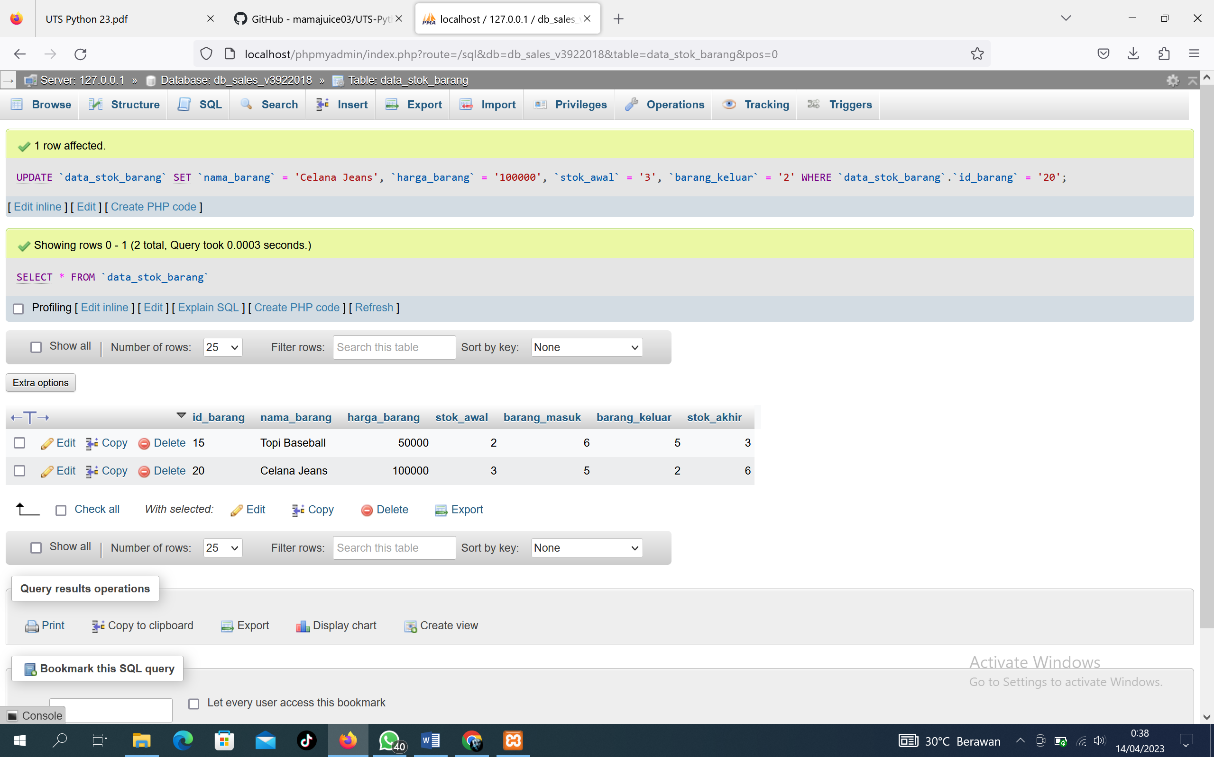 UTS Python 23.pdf
GitHub - mamajuice03/UTS-Pyt
localhost / 127.0.0.1 / db_sales_
localhost/phpmyadmin/index.php?route=/sql&db=db_sales_v3922018&table=data_stok_barang&pos=0
Server: 127.0.0.1 » Database: db_sales_v3922018 » Table: data_stok_barang
Browse Structure SQL Search Insert Export Import Privileges Operations Tracking Triggers
1 row affected.
UPDATE `data_stok_barang` SET `nama_barang` = 'Celana Jeans', `harga_barang` = '100000', `stok_awal` = '3', `barang_keluar` = '2' WHERE `data_stok_barang`.`id_barang` = '20';
[ Edit inline ] [ Edit ] [ Create PHP code ]
Showing rows 0 - 1 (2 total, Query took 0.0003 seconds.)
SELECT * FROM `data_stok_barang`
Profiling [ Edit inline ] [ Edit ] [ Explain SQL ] [ Create PHP code ] [ Refresh ]
Show all | Number of rows: 25 Filter rows: Search this table Sort by key: None
Extra options
id_barang nama_barang harga_barang stok_awal barang_masuk barang_keluar stok_akhir
Edit Copy Delete 15 Topi Baseball 50000 2 6 5 3
Edit Copy Delete 20 Celana Jeans 100000 3 5 2 6
Check all With selected: Edit Copy Delete Export
Show all | Number of rows: 25 Filter rows: Search this table Sort by key: None
Query results operations
Print Copy to clipboard Export Display chart Create view
Bookmark this SQL query
Activate Windows
Go to Settings to activate Windows.
Let every user access this bookmark
Console
40
30°C Berawan
0:38
14/04/2023